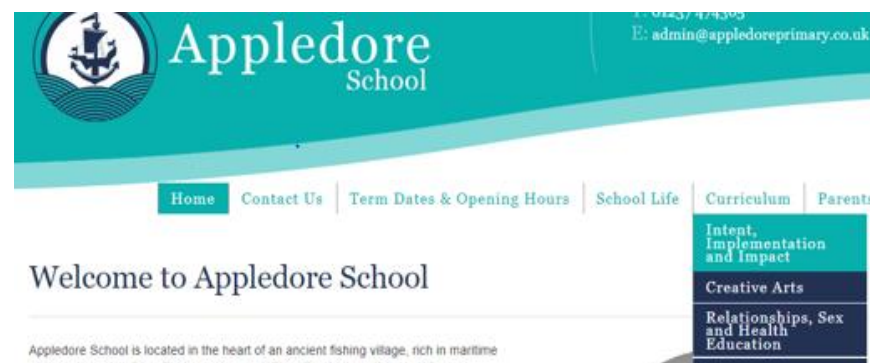 Appledore
School
E: admin@appledoreprimary.co.uk
Home Contact Us Term Dates & Opening Hours School Life Curriculum Parents
Intent,
Implementation
and Impact
Creative Arts
Relationships, Sex
and Health
Education
Welcome to Appledore School
Appledore School is located in the heart of an ancient fishing village, rich in maritime